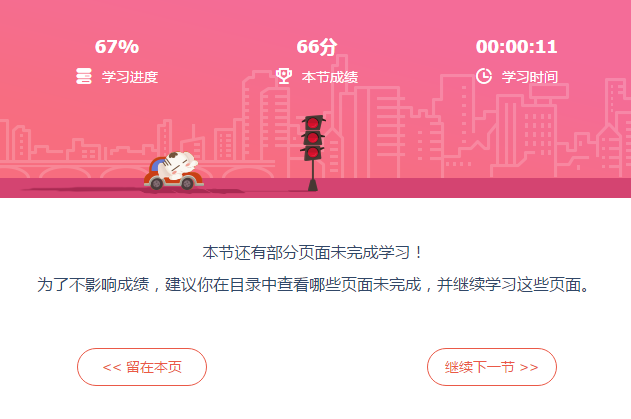 67% 66分 00:00:11
学习进度 本节成绩 学习时间
本节还有部分页面未完成学习！
为了不影响成绩，建议你在目录中查看哪些页面未完成，并继续学习这些页面。
<< 留在本页 继续下一节 >>